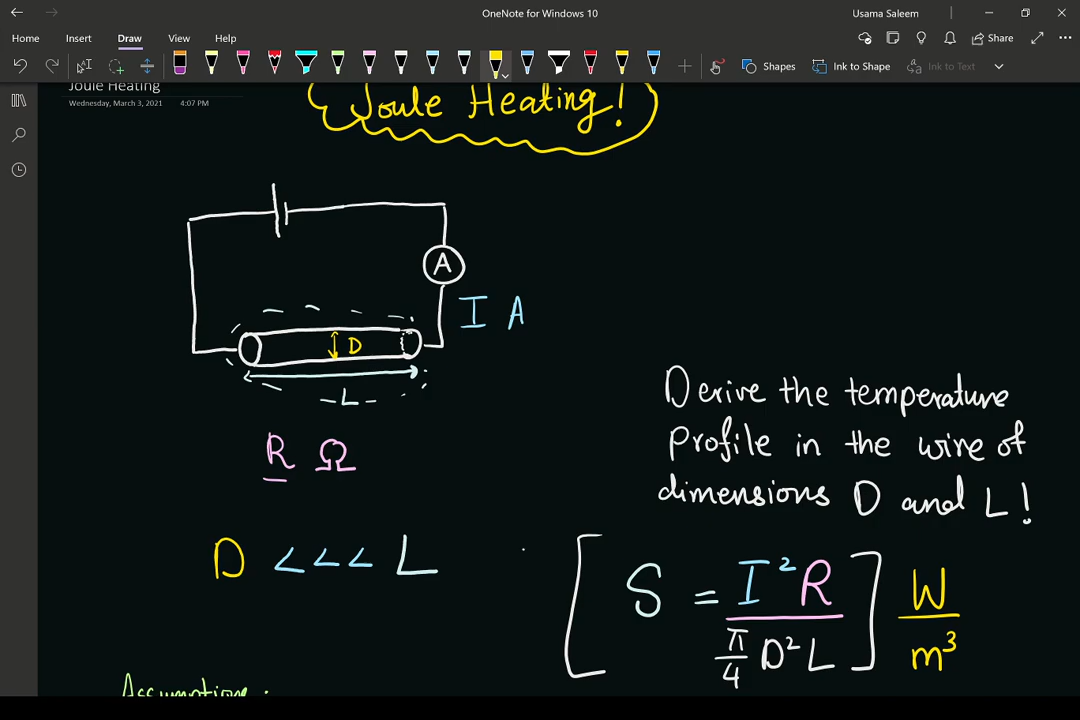 OneNote for Windows 10
Usama Saleem
Home Insert Draw View Help
Share
Shapes
Ink to Shape
Ink to Text
Joule Heating
Wednesday, March 3, 2021 4:07 PM
Joule Heating!
A
I A
D
L
R Ω
D <<< L
Derive the temperature
profile in the wire of
dimensions D and L!
[ S = I²R / (π/4 D²L) ] W/m³
Assumption: